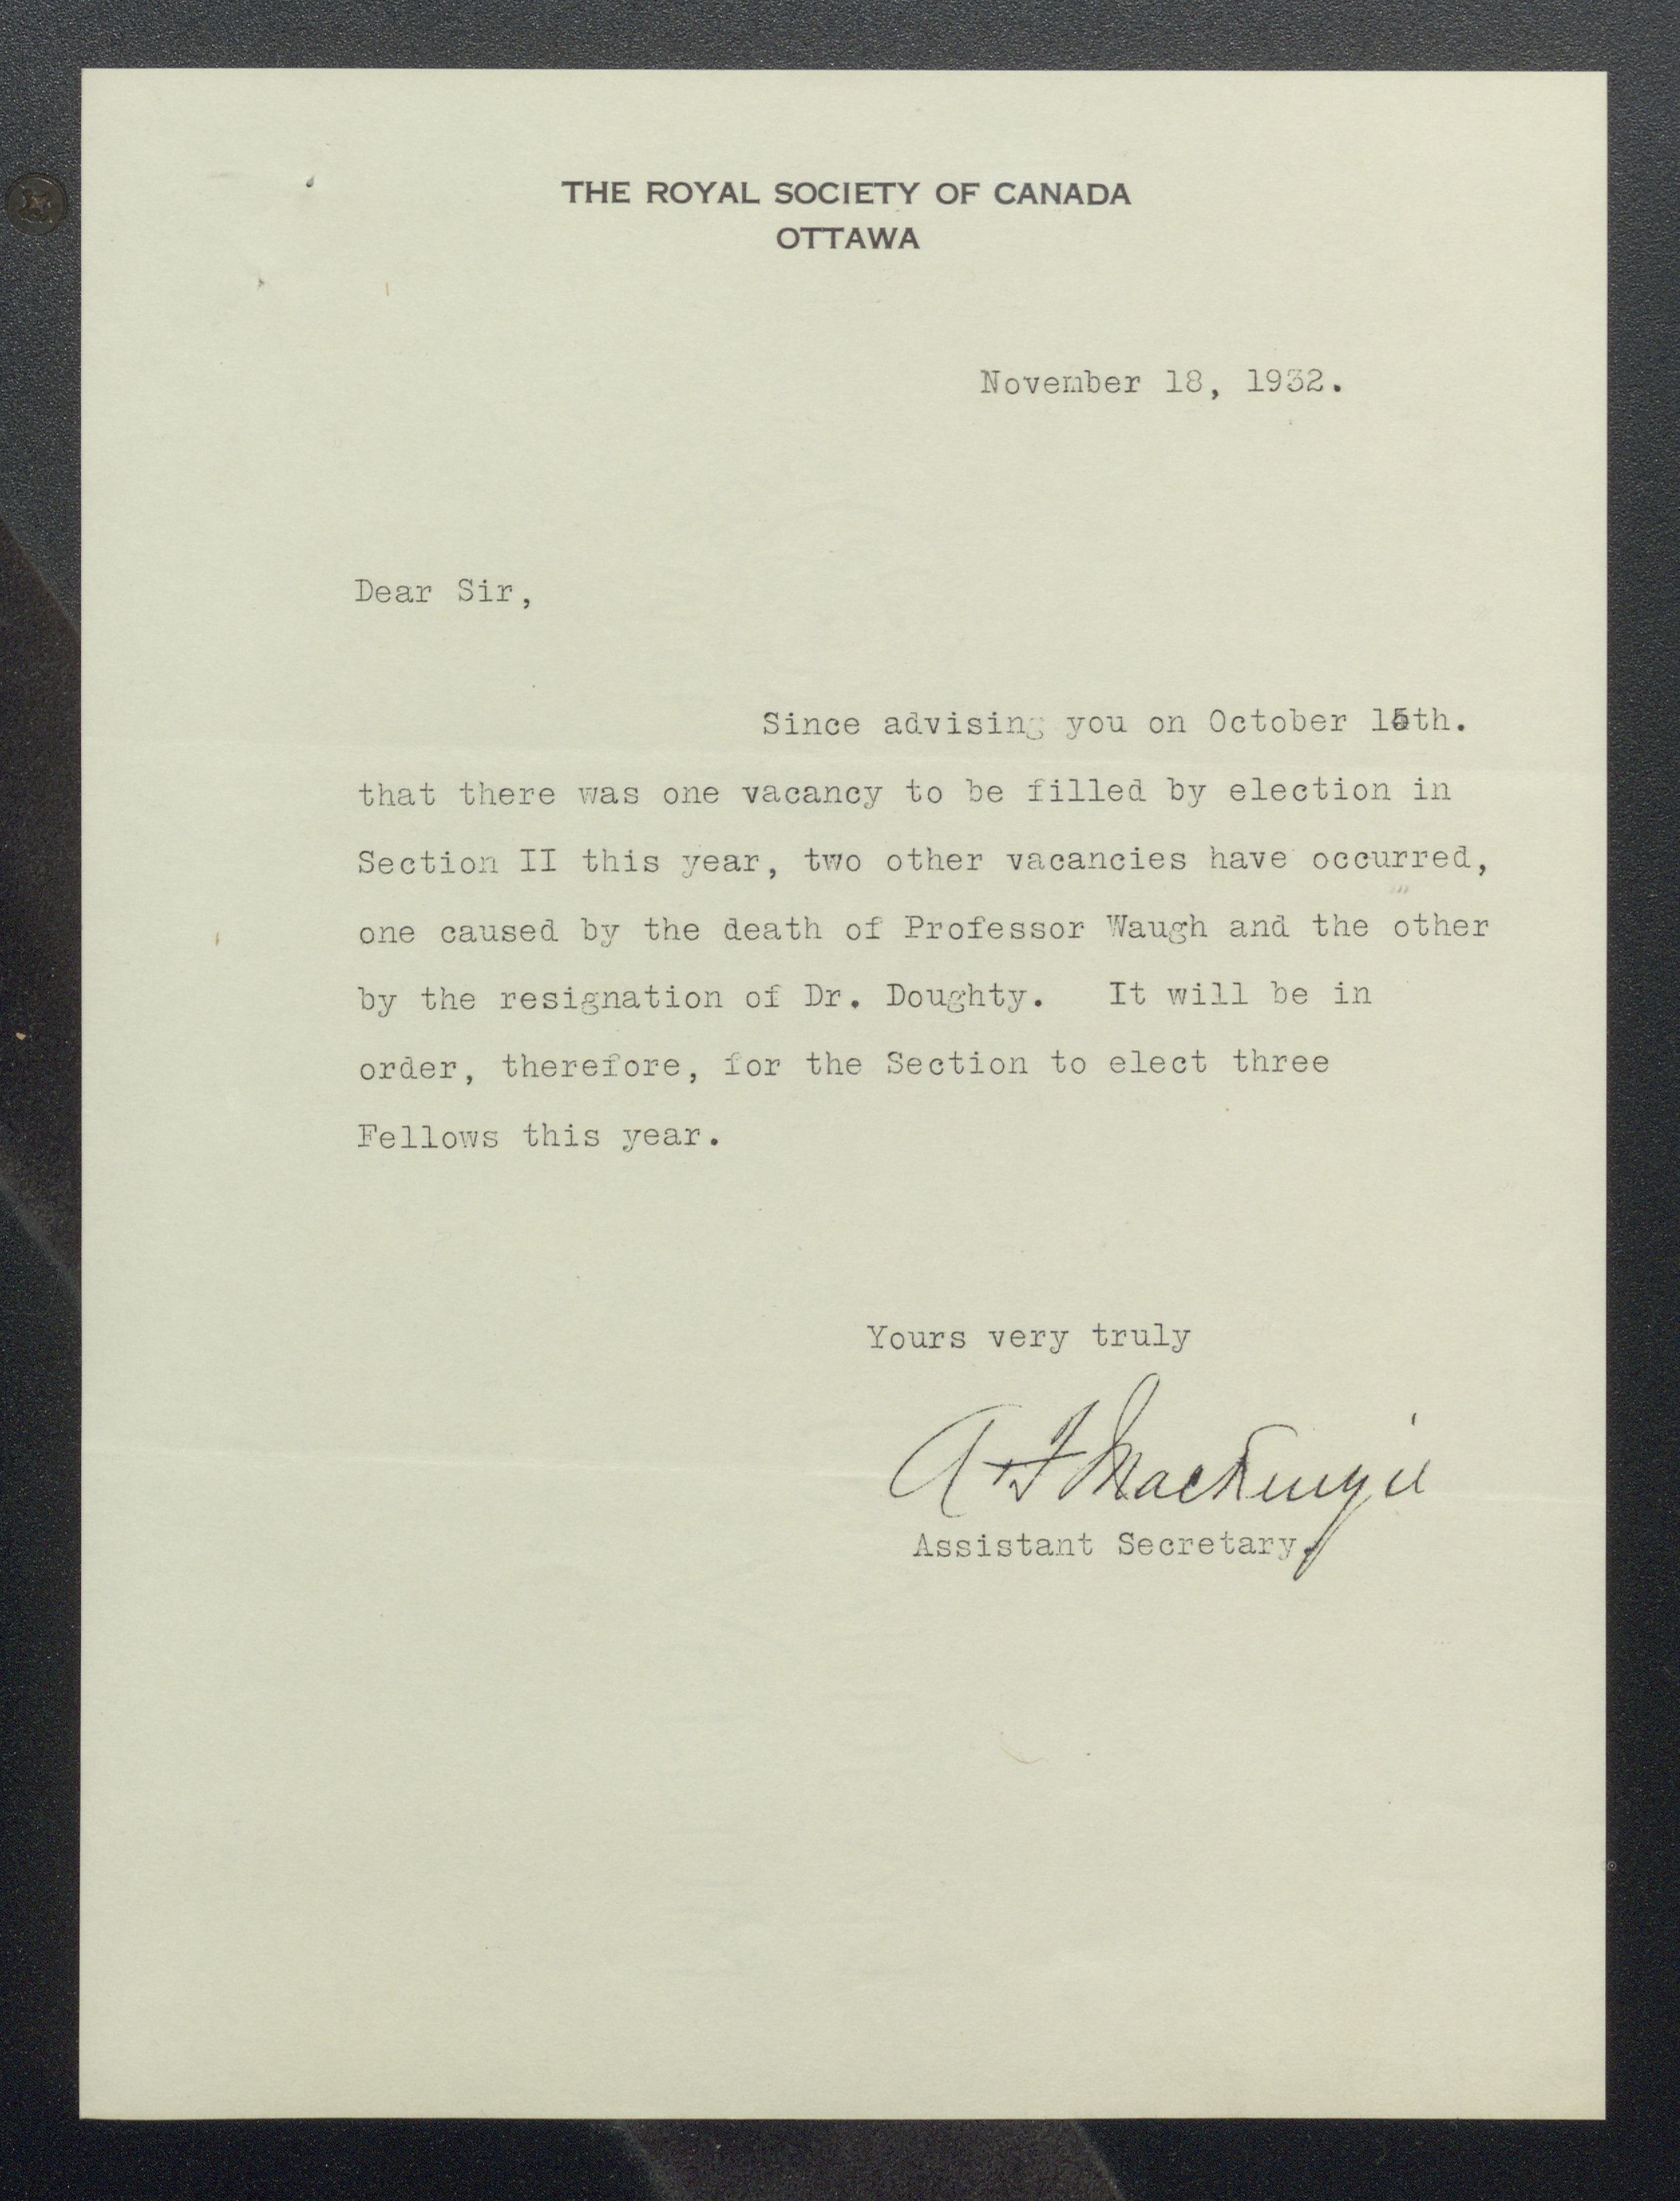 THE ROYAL SOCIETY OF CANADA
OTTAWA
November 18, 1932.
Dear Sir,
Since advising you on October 15th.
that there was one vacancy to be filled by election in
Section II this year, two other vacancies have occurred,
one caused by the death of Professor Waugh and the other
by the resignation of Dr. Doughty. It will be in
order, therefore, for the Section to elect three
Fellows this year.
Yours very truly
A F MacKenzie
Assistant Secretary.